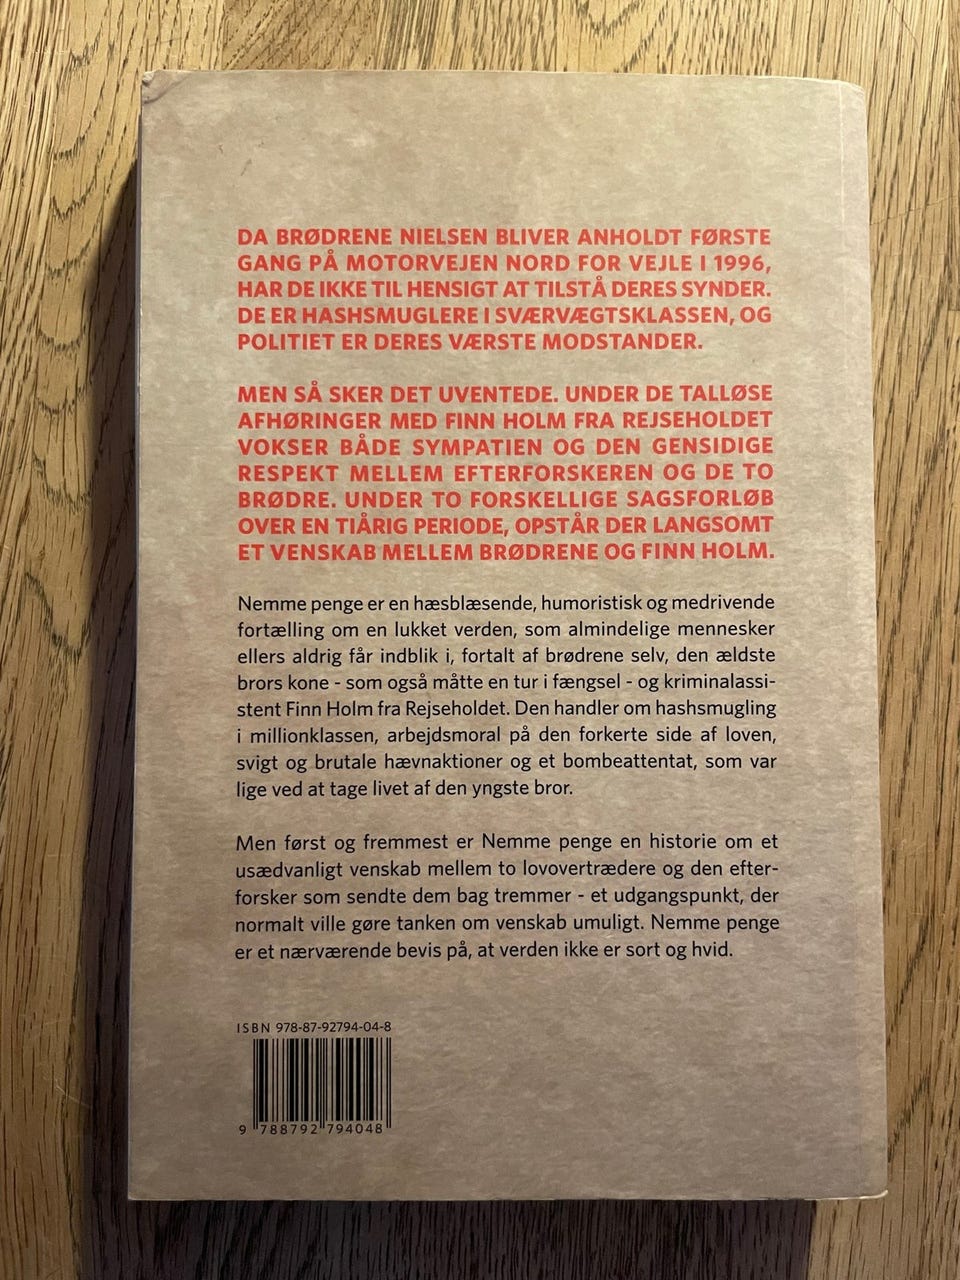 DA BRØDRENE NIELSEN BLIVER ANHOLDT FØRSTE
GANG PÅ MOTORVEJEN NORD FOR VEJLE I 1996,
HAR DE IKKE TIL HENSIGT AT TILSTÅ DERES SYNDER.
DE ER HASHSMUGLERE I SVÆRVÆGTSKLASSEN, OG
POLITIET ER DERES VÆRSTE MODSTANDER.
MEN SÅ SKER DET UVENTEDE. UNDER DE TALLØSE
AFHØRINGER MED FINN HOLM FRA REJSEHOLDET
VOKSER BÅDE SYMPATIEN OG DEN GENSIDIGE
RESPEKT MELLEM EFTERFORSKEREN OG DE TO
BRØDRE. UNDER TO FORSKELLIGE SAGSFORLØB
OVER EN TIÅRIG PERIODE, OPSTÅR DER LANGSOMT
ET VENSKAB MELLEM BRØDRENE OG FINN HOLM.
Nemme penge er en hæsblæsende, humoristisk og medrivende
fortælling om en lukket verden, som almindelige mennesker
ellers aldrig får indblik i, fortalt af brødrene selv, den ældste
brors kone - som også måtte en tur i fængsel - og kriminalassi-
stent Finn Holm fra Rejseholdet. Den handler om hashsmugling
i millionklassen, arbejdsmoral på den forkerte side af loven,
svigt og brutale hævnaktioner og et bombeattentat, som var
lige ved at tage livet af den yngste bror.
Men først og fremmest er Nemme penge en historie om et
usædvanligt venskab mellem to lovovertrædere og den efter-
forsker som sendte dem bag tremmer - et udgangspunkt, der
normalt ville gøre tanken om venskab umuligt. Nemme penge
er et nærværende bevis på, at verden ikke er sort og hvid.
ISBN 978-87-92794-04-8
9 788792 794048